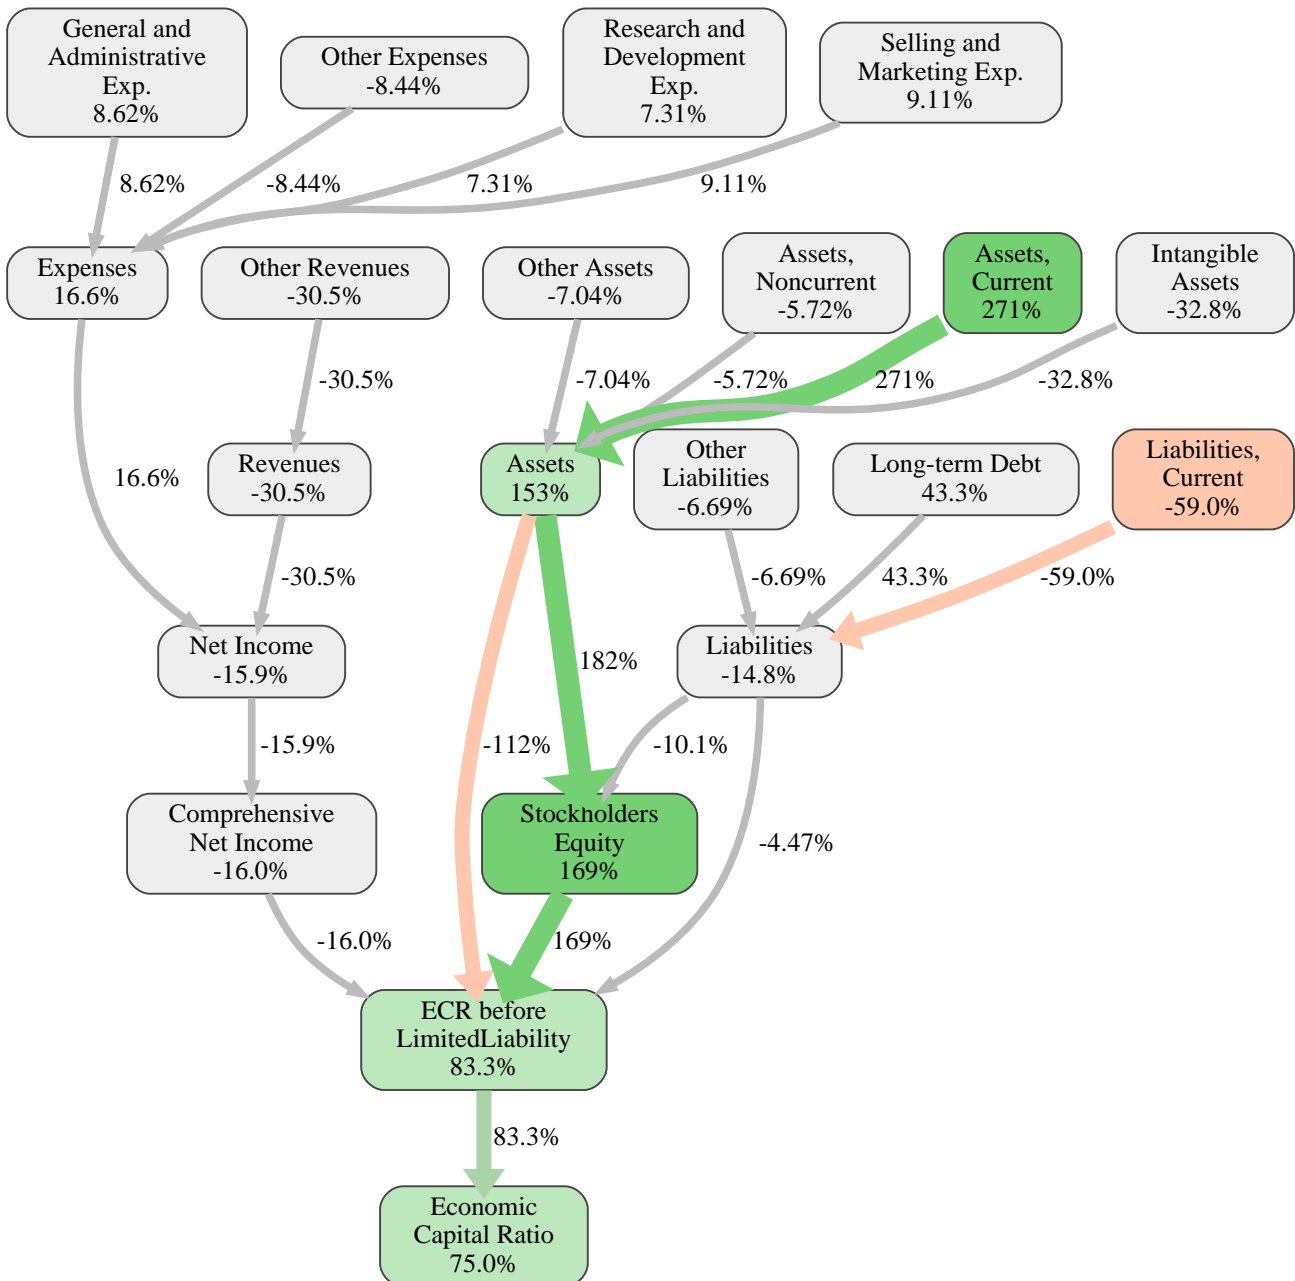 General and
Administrative
Exp.
8.62%
Other Expenses
-8.44%
Research and
Development
Exp.
7.31%
Selling and
Marketing Exp.
9.11%
8.62%
-8.44%
7.31%
9.11%
Expenses
16.6%
Other Revenues
-30.5%
Other Assets
-7.04%
Assets,
Noncurrent
-5.72%
Assets,
Current
271%
Intangible
Assets
-32.8%
-30.5%
-7.04%
-5.72%
271%
-32.8%
16.6%
Revenues
-30.5%
Assets
153%
Other
Liabilities
-6.69%
Long-term Debt
43.3%
Liabilities,
Current
-59.0%
-30.5%
-6.69%
43.3%
-59.0%
Net Income
-15.9%
182%
Liabilities
-14.8%
-15.9%
-112%
-10.1%
Comprehensive
Net Income
-16.0%
Stockholders
Equity
169%
-4.47%
-16.0%
169%
ECR before
LimitedLiability
83.3%
83.3%
Economic
Capital Ratio
75.0%